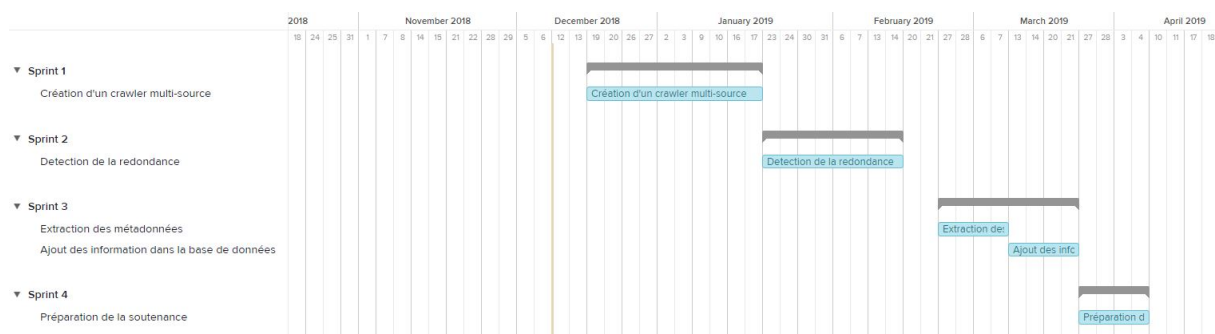 2018 November 2018 December 2018 January 2019 February 2019 March 2019 April 2019
18 24 25 31 1 7 8 14 15 21 22 28 29 5 6 12 13 19 20 26 27 2 3 9 10 16 17 23 24 30 31 6 7 13 14 20 21 27 28 6 7 13 14 20 21 27 28 3 4 10 11 17 18
Sprint 1
Création d'un crawler multi-source Création d'un crawler multi-source
Sprint 2
Detection de la redondance Detection de la redondance
Sprint 3
Extraction des métadonnées Extraction des
Ajout des information dans la base de données Ajout des infc
Sprint 4
Préparation de la soutenance Préparation d